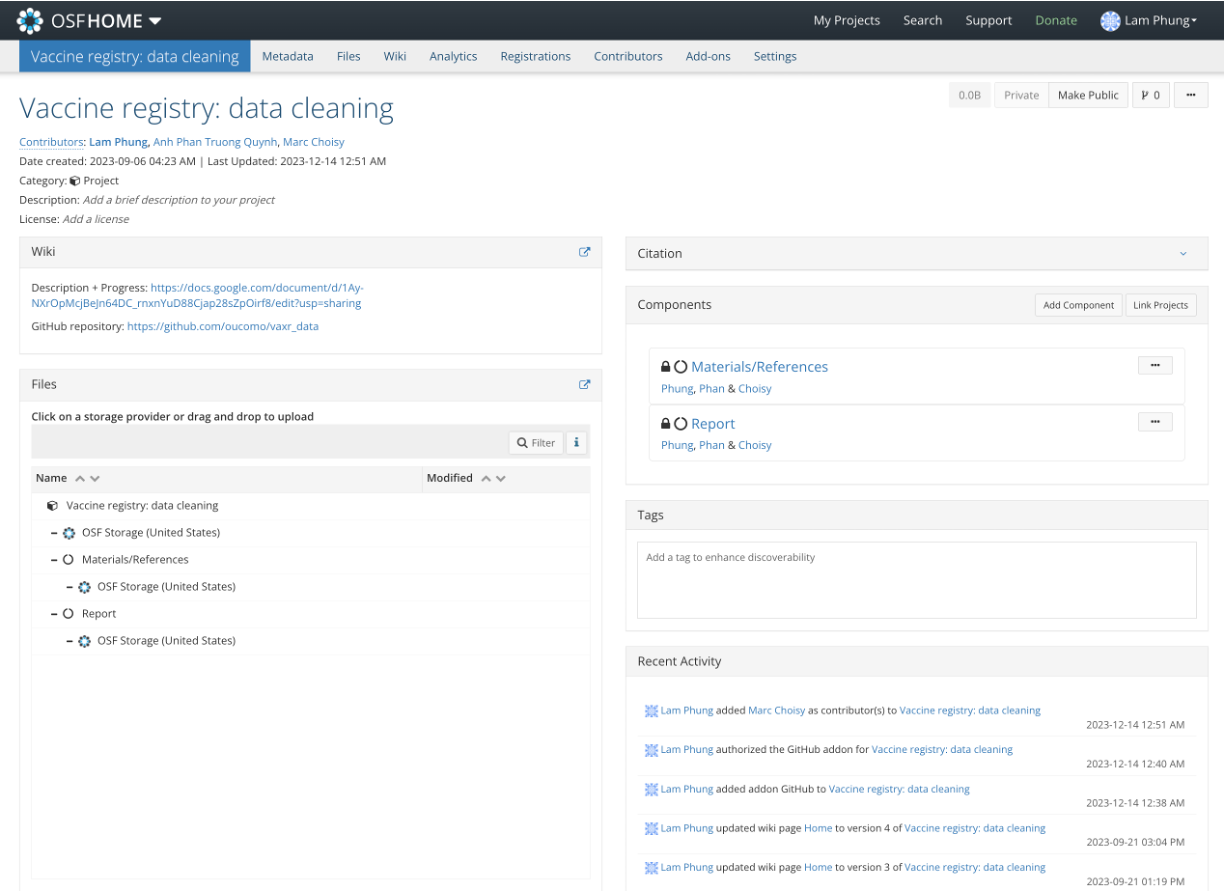 OSFHOME
My Projects Search Support Donate Lam Phung
Vaccine registry: data cleaning Metadata Files Wiki Analytics Registrations Contributors Add-ons Settings
Vaccine registry: data cleaning
0.0B Private Make Public 0 ...
Contributors: Lam Phung, Anh Phan Truong Quynh, Marc Choisy
Date created: 2023-09-06 04:23 AM | Last Updated: 2023-12-14 12:51 AM
Category: Project
Description: Add a brief description to your project
License: Add a license
Wiki
Description + Progress: https://docs.google.com/document/d/1Ay-
NXrOpMcjBeJn64DC_rnxnYuD88Cjap28sZpOirf8/edit?usp=sharing
GitHub repository: https://github.com/oucomo/vaxr_data
Files
Click on a storage provider or drag and drop to upload
Filter i
Name Modified
Vaccine registry: data cleaning
OSF Storage (United States)
Materials/References
OSF Storage (United States)
Report
OSF Storage (United States)
Citation
Components Add Component Link Projects
Materials/References ...
Phung, Phan & Choisy
Report ...
Phung, Phan & Choisy
Tags
Add a tag to enhance discoverability
Recent Activity
Lam Phung added Marc Choisy as contributor(s) to Vaccine registry: data cleaning
2023-12-14 12:51 AM
Lam Phung authorized the GitHub addon for Vaccine registry: data cleaning
2023-12-14 12:40 AM
Lam Phung added addon GitHub to Vaccine registry: data cleaning
2023-12-14 12:38 AM
Lam Phung updated wiki page Home to version 4 of Vaccine registry: data cleaning
2023-09-21 03:04 PM
Lam Phung updated wiki page Home to version 3 of Vaccine registry: data cleaning
2023-09-21 01:19 PM